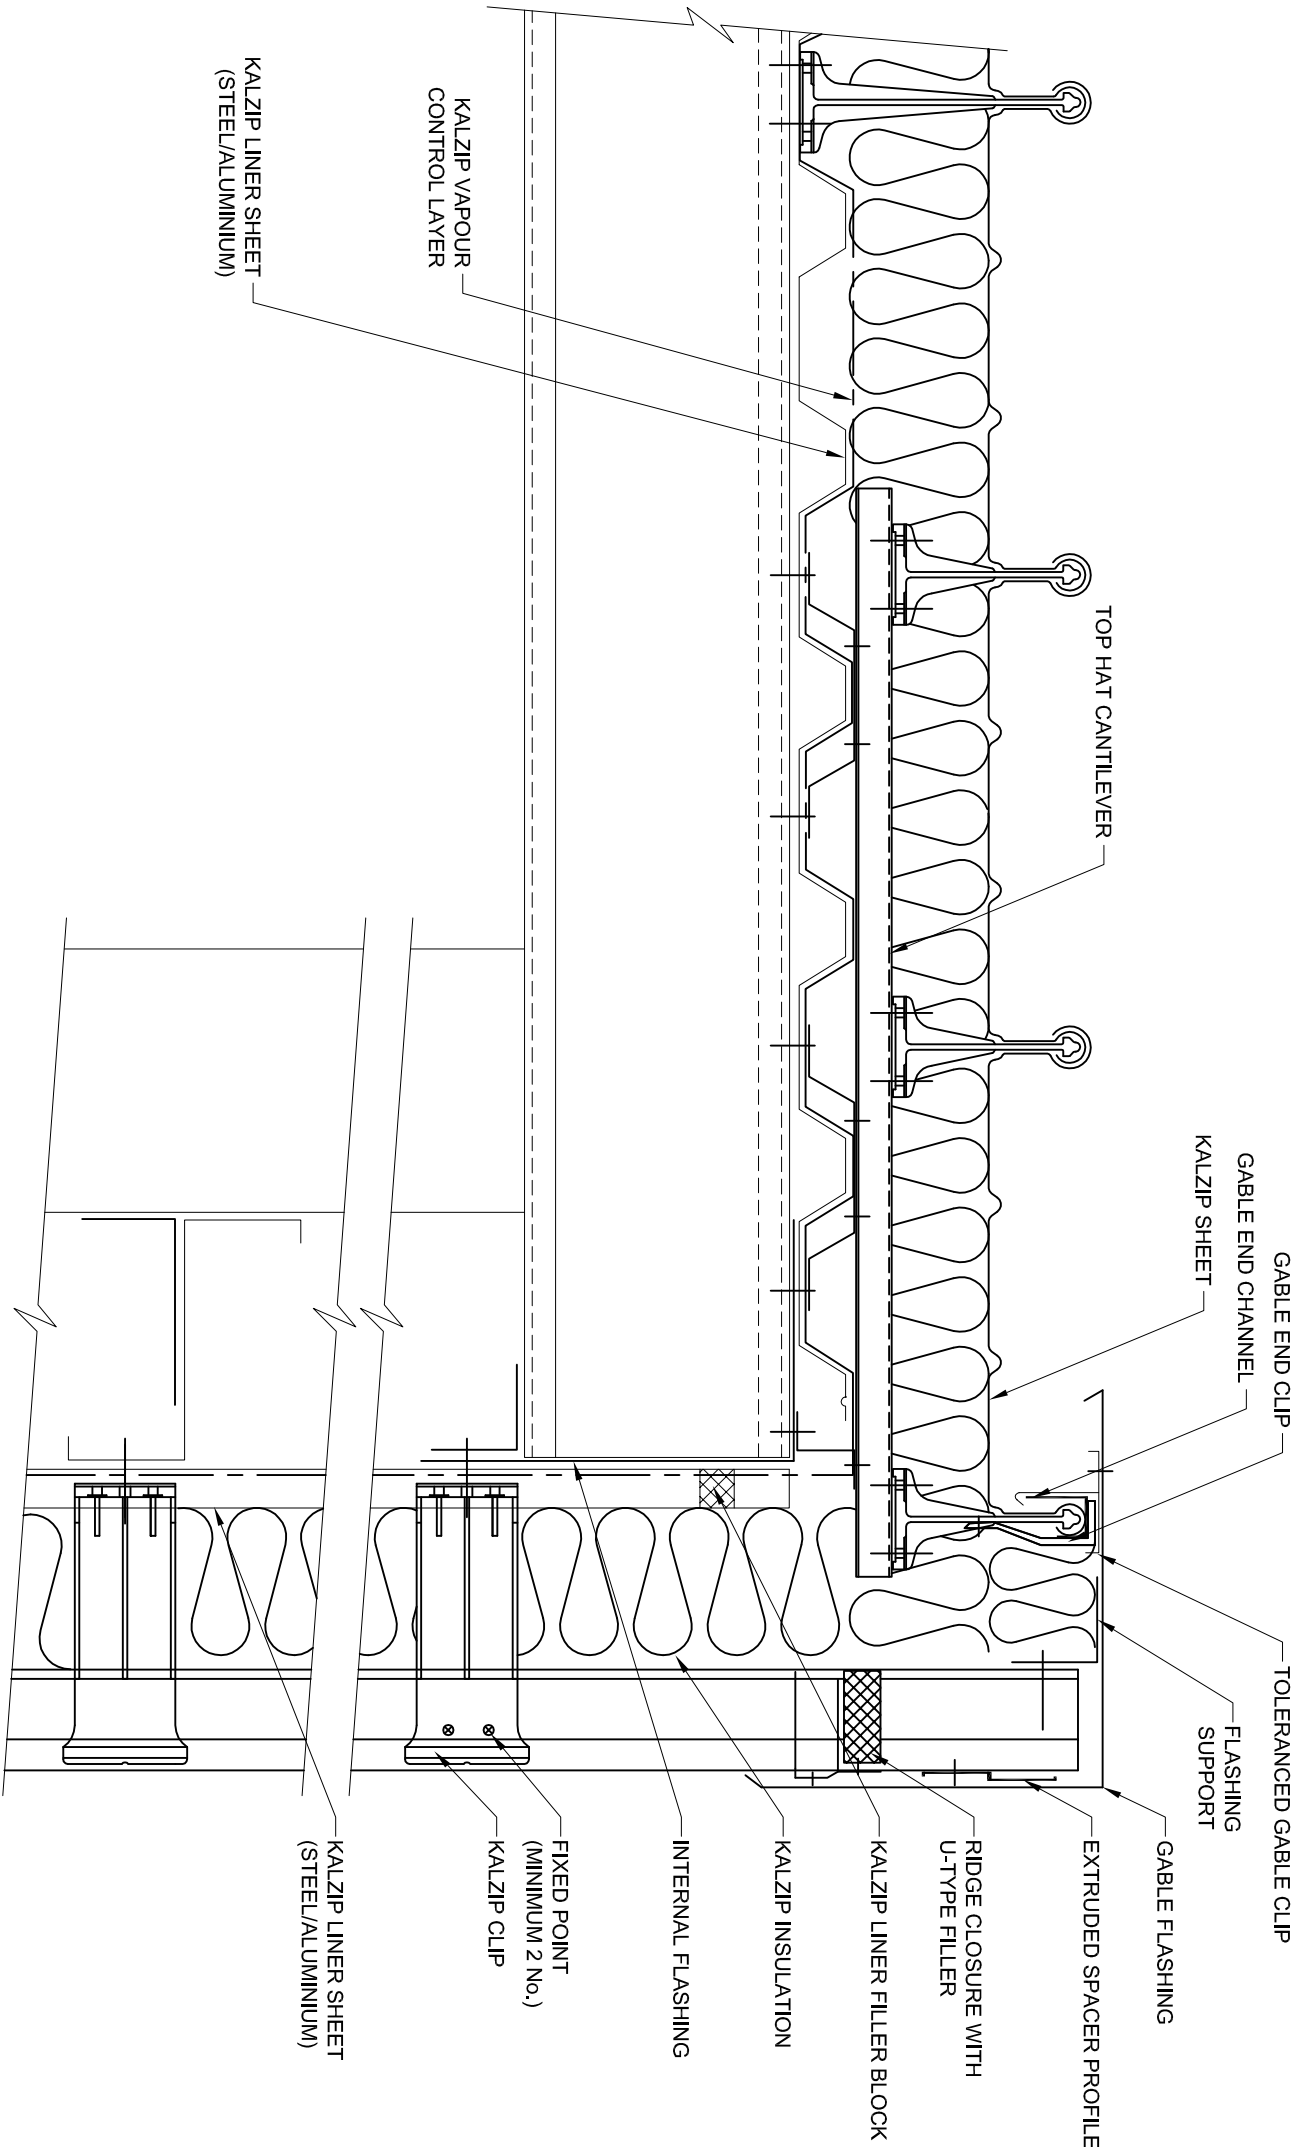 KALZIP LINER SHEET
(STEEL/ALUMINIUM)
KALZIP VAPOUR
CONTROL LAYER
TOP HAT CANTILEVER
KALZIP SHEET
GABLE END CHANNEL
GABLE END CLIP
TOLERANCED GABLE CLIP
FLASHING
SUPPORT
GABLE FLASHING
EXTRUDED SPACER PROFILE
RIDGE CLOSURE WITH
U-TYPE FILLER
KALZIP LINER FILLER BLOCK
KALZIP INSULATION
INTERNAL FLASHING
FIXED POINT
(MINIMUM 2 No.)
KALZIP CLIP
KALZIP LINER SHEET
(STEEL/ALUMINIUM)